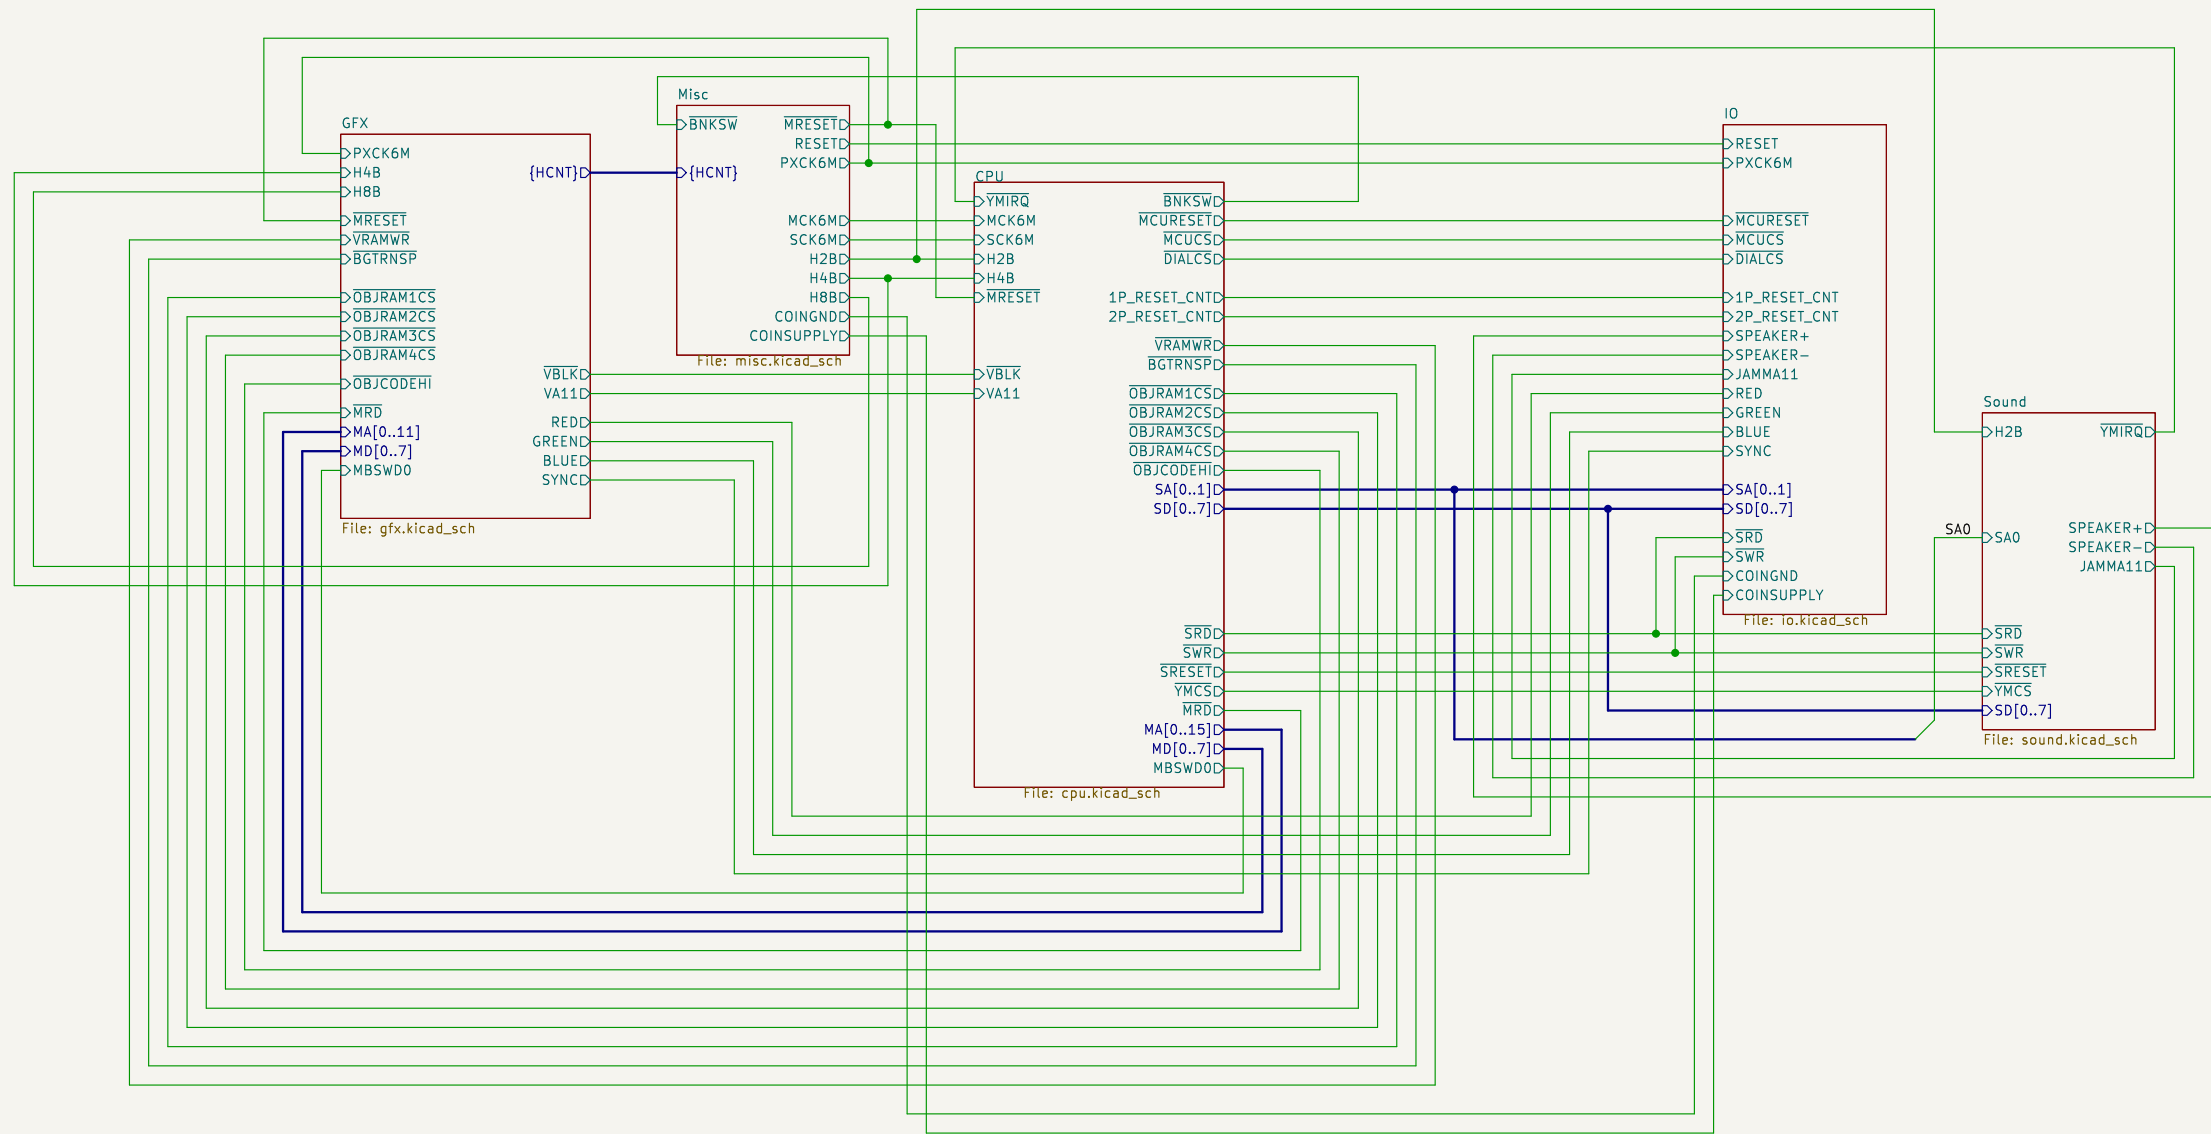 GFX
PXCK6M
H4B
H8B
MRESET
VRAMWR
BGTRNSP
OBJRAM1CS
OBJRAM2CS
OBJRAM3CS
OBJRAM4CS
OBJCODEHI
MRD
MA[0..11]
MD[0..7]
MBSWD0
{HCNT}
VBLK
VA11
RED
GREEN
BLUE
SYNC
File: gfx.kicad_sch
Misc
BNKSW
{HCNT}
MRESET
RESET
PXCK6M
MCK6M
SCK6M
H2B
H4B
H8B
COINGND
COINSUPPLY
File: misc.kicad_sch
CPU
YMIRQ
MCK6M
SCK6M
H2B
H4B
MRESET
VBLK
VA11
BNKSW
MCURESET
MCUCS
DIALCS
1P_RESET_CNT
2P_RESET_CNT
VRAMWR
BGTRNSP
OBJRAM1CS
OBJRAM2CS
OBJRAM3CS
OBJRAM4CS
OBJCODEHI
SA[0..1]
SD[0..7]
SRD
SWR
SRESET
YMCS
MRD
MA[0..15]
MD[0..7]
MBSWD0
File: cpu.kicad_sch
IO
RESET
PXCK6M
MCURESET
MCUCS
DIALCS
1P_RESET_CNT
2P_RESET_CNT
SPEAKER+
SPEAKER-
JAMMA11
RED
GREEN
BLUE
SYNC
SA[0..1]
SD[0..7]
SRD
SWR
COINGND
COINSUPPLY
File: io.kicad_sch
Sound
H2B
SA0
SA0
SRD
SWR
SRESET
YMCS
SD[0..7]
YMIRQ
SPEAKER+
SPEAKER-
JAMMA11
File: sound.kicad_sch